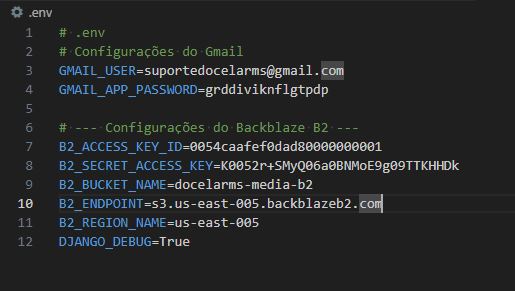 .env
1 # .env
2 # Configurações do Gmail
3 GMAIL_USER=suportedocelarms@gmail.com
4 GMAIL_APP_PASSWORD=grddiviknflgtpdp
5
6 # --- Configurações do Backblaze B2 ---
7 B2_ACCESS_KEY_ID=0054caafef0dad80000000001
8 B2_SECRET_ACCESS_KEY=K0052r+SMyQ06a0BNMoE9g09TTKHHDk
9 B2_BUCKET_NAME=docelarms-media-b2
10 B2_ENDPOINT=s3.us-east-005.backblazeb2.com
11 B2_REGION_NAME=us-east-005
12 DJANGO_DEBUG=True